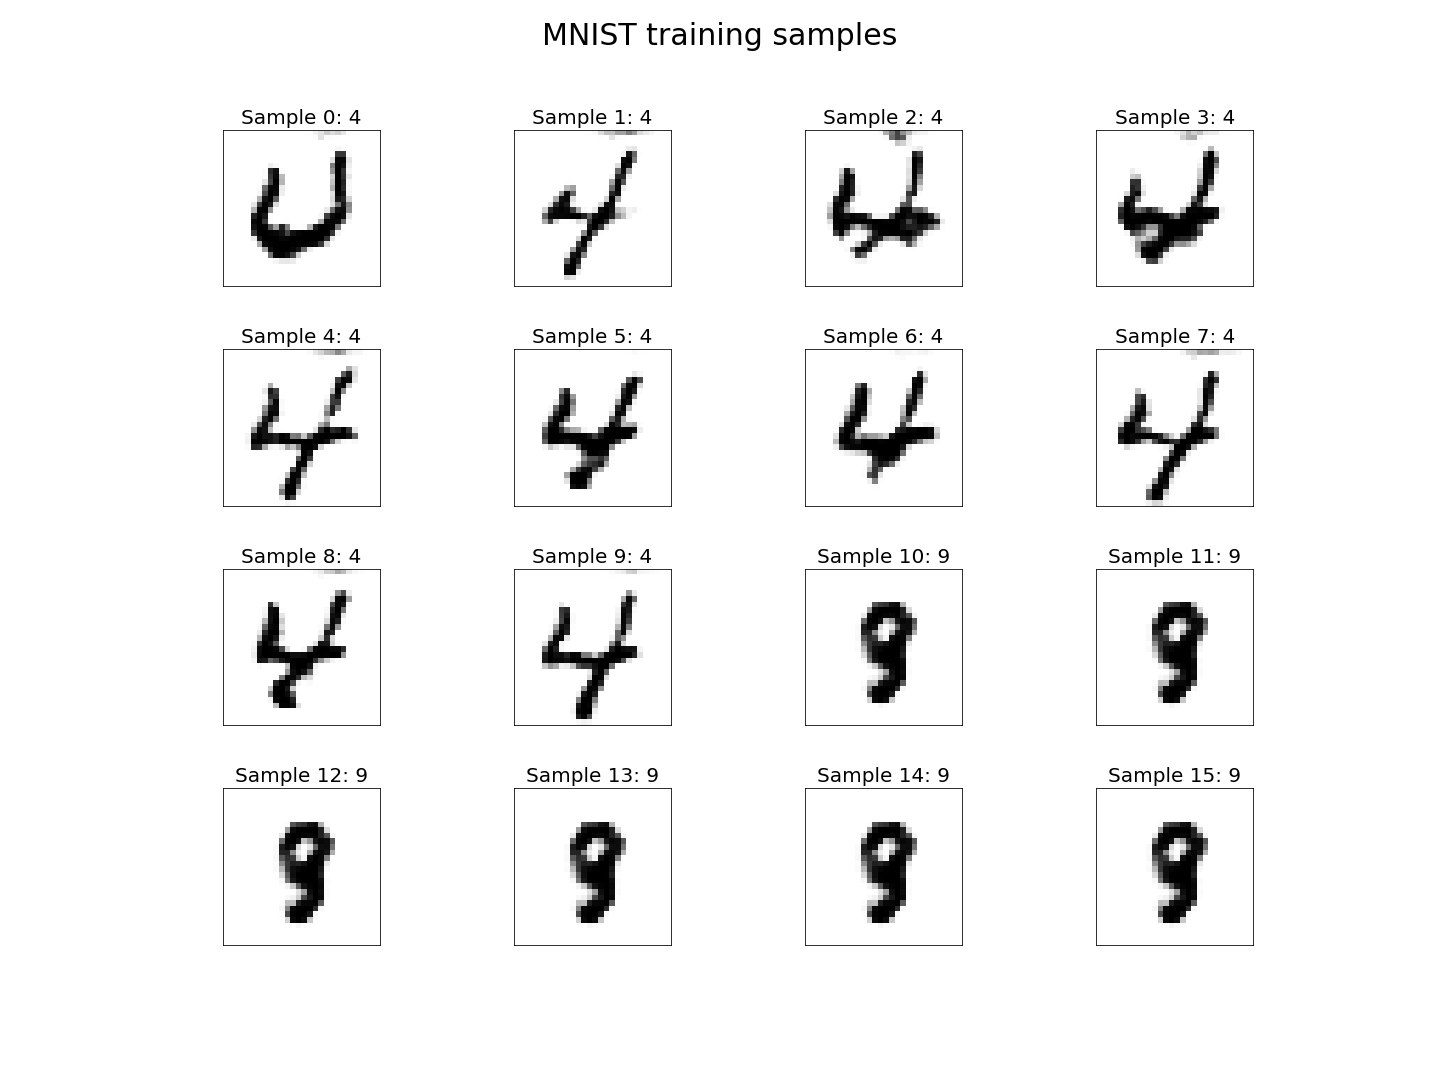 MNIST training samples
Sample 0: 4
Sample 1: 4
Sample 2: 4
Sample 3: 4
Sample 4: 4
Sample 5: 4
Sample 6: 4
Sample 7: 4
Sample 8: 4
Sample 9: 4
Sample 10: 9
Sample 11: 9
Sample 12: 9
Sample 13: 9
Sample 14: 9
Sample 15: 9